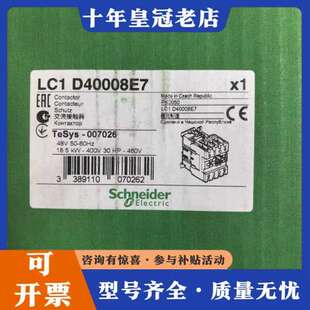 十年皇冠老店
LC1 D40008E7
x1
Contactor
Contacteur
Schütz
交流接触器
Контактор
Made in Czech Republic
LC1 D40008E7
Сделано в Чешской Республике
TeSys - 007026
48V 50-60Hz
18.5 kW - 400V 30 HP - 460V
3 389110 070262
Schneider
Electric
可
开票
咨询有惊喜·参与补贴活动
型号齐全·质量无忧